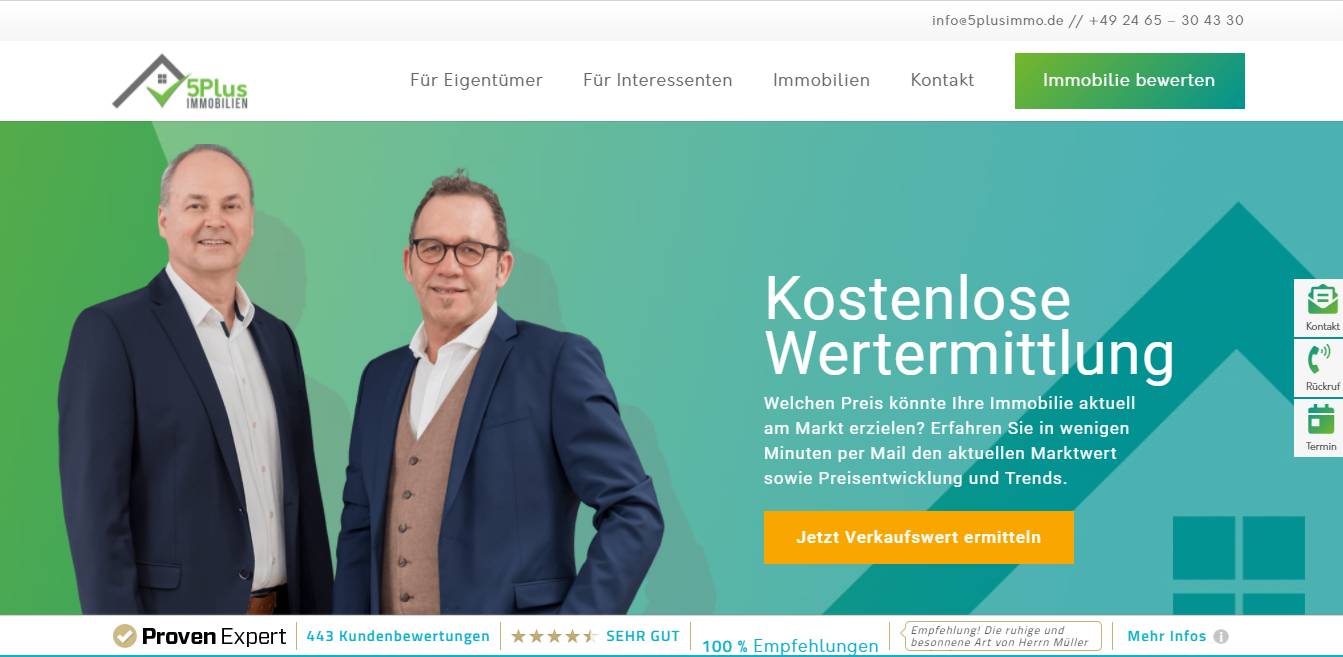 info@5plusimmo.de // +49 24 65 – 30 43 30
5Plus
IMMOBILIEN
Für Eigentümer
Für Interessenten
Immobilien
Kontakt
Immobilie bewerten
Kostenlose
Wertermittlung
Welchen Preis könnte Ihre Immobilie aktuell
am Markt erzielen? Erfahren Sie in wenigen
Minuten per Mail den aktuellen Marktwert
sowie Preisentwicklung und Trends.
Jetzt Verkaufswert ermitteln
Kontakt
Rückruf
Termin
Proven Expert
443 Kundenbewertungen
SEHR GUT
100 % Empfehlungen
Empfehlung! Die ruhige und
besonnene Art von Herrn Müller
Mehr Infos